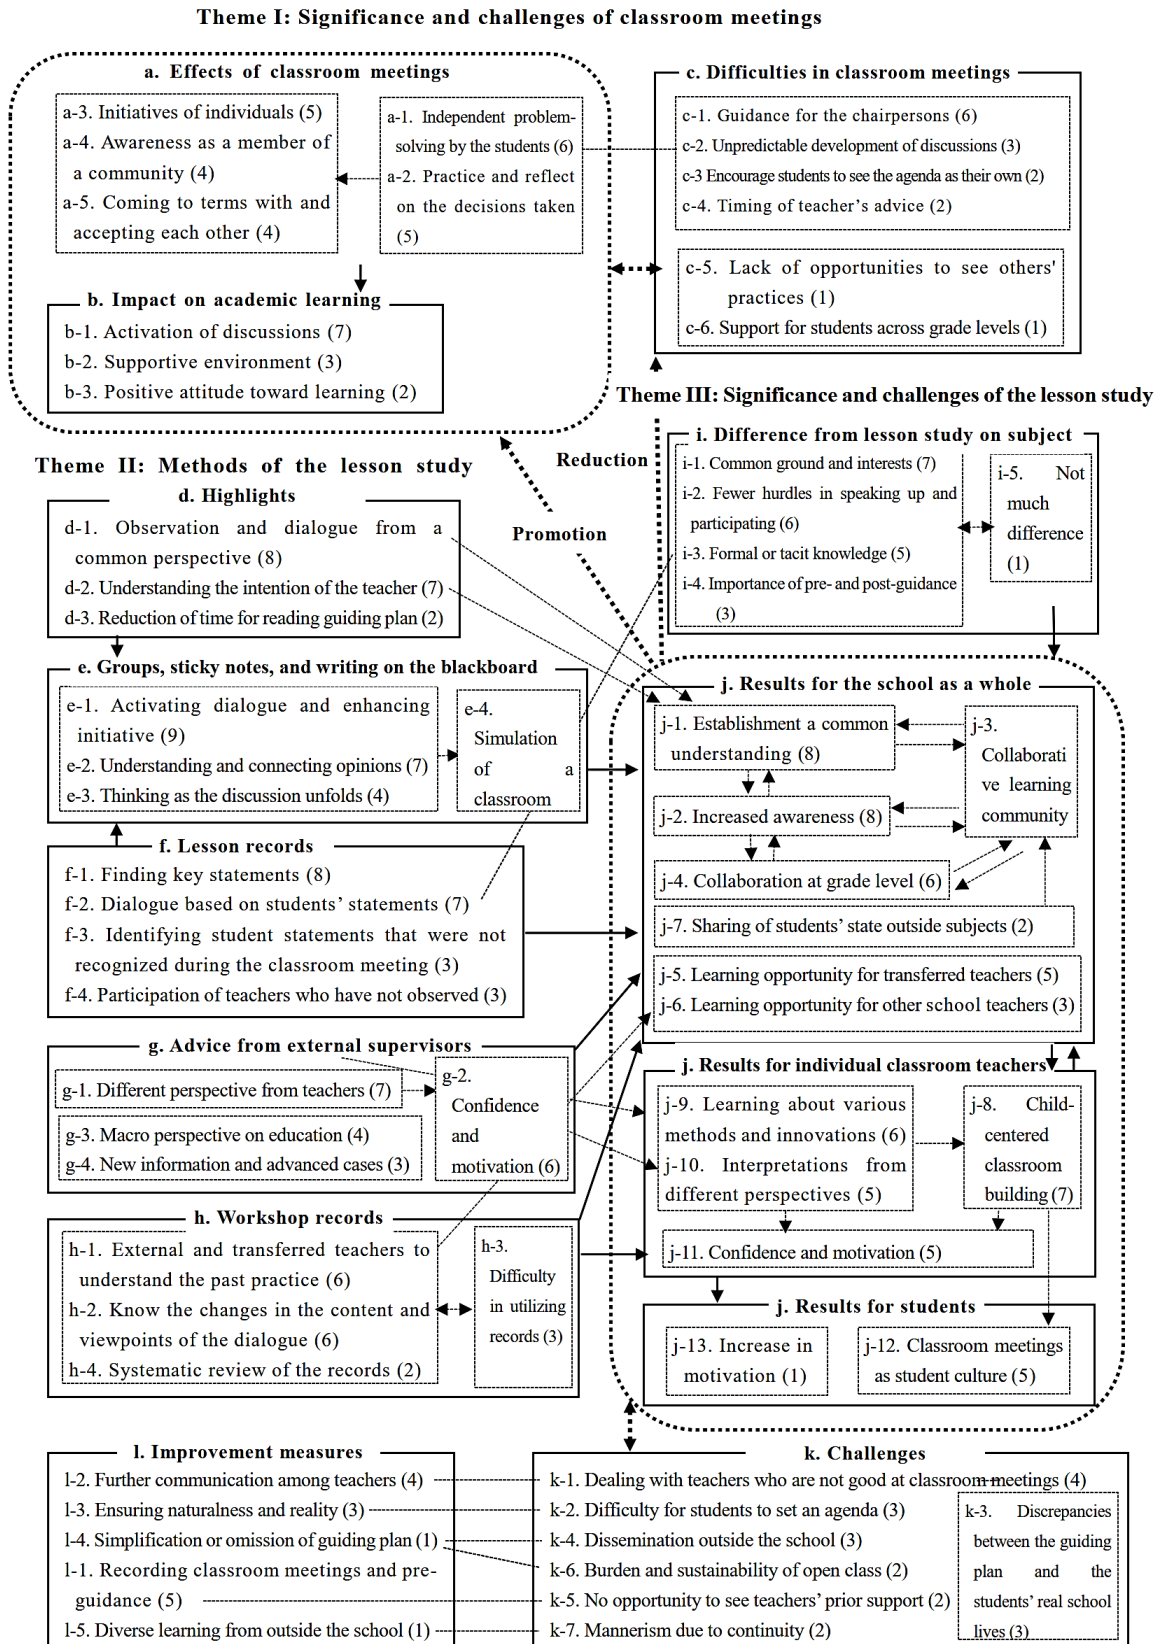 Theme I: Significance and challenges of classroom meetings
a. Effects of classroom meetings
a-3. Initiatives of individuals (5)
a-4. Awareness as a member of
a community (4)
a-5. Coming to terms with and
accepting each other (4)
a-1. Independent problem-
solving by the students (6)
a-2. Practice and reflect
on the decisions taken
(5)
b. Impact on academic learning
b-1. Activation of discussions (7)
b-2. Supportive environment (3)
b-3. Positive attitude toward learning (2)
c. Difficulties in classroom meetings
c-1. Guidance for the chairpersons (6)
c-2. Unpredictable development of discussions (3)
c-3 Encourage students to see the agenda as their own (2)
c-4. Timing of teacher's advice (2)
c-5. Lack of opportunities to see others'
practices (1)
c-6. Support for students across grade levels (1)
Theme III: Significance and challenges of the lesson study
Reduction
Promotion
i. Difference from lesson study on subject
i-1. Common ground and interests (7)
i-2. Fewer hurdles in speaking up and
participating (6)
i-3. Formal or tacit knowledge (5)
i-4. Importance of pre- and post-guidance
(3)
i-5. Not
much
difference
(1)
Theme II: Methods of the lesson study
d. Highlights
d-1. Observation and dialogue from a
common perspective (8)
d-2. Understanding the intention of the teacher (7)
d-3. Reduction of time for reading guiding plan (2)
e. Groups, sticky notes, and writing on the blackboard
e-1. Activating dialogue and enhancing
initiative (9)
e-2. Understanding and connecting opinions (7)
e-3. Thinking as the discussion unfolds (4)
e-4.
Simulation
of a
classroom
f. Lesson records
f-1. Finding key statements (8)
f-2. Dialogue based on students' statements (7)
f-3. Identifying student statements that were not
recognized during the classroom meeting (3)
f-4. Participation of teachers who have not observed (3)
g. Advice from external supervisors
g-1. Different perspective from teachers (7)
g-3. Macro perspective on education (4)
g-4. New information and advanced cases (3)
g-2.
Confidence
and
motivation (6)
h. Workshop records
h-1. External and transferred teachers to
understand the past practice (6)
h-2. Know the changes in the content and
viewpoints of the dialogue (6)
h-4. Systematic review of the records (2)
h-3.
Difficulty
in utilizing
records (3)
j. Results for the school as a whole
j-1. Establishment a common
understanding (8)
j-2. Increased awareness (8)
j-3.
Collaborati
ve learning
community
j-4. Collaboration at grade level (6)
j-7. Sharing of students' state outside subjects (2)
j-5. Learning opportunity for transferred teachers (5)
j-6. Learning opportunity for other school teachers (3)
j. Results for individual classroom teachers
j-9. Learning about various
methods and innovations (6)
j-10. Interpretations from
different perspectives (5)
j-8. Child-
centered
classroom
building (7)
j-11. Confidence and motivation (5)
j. Results for students
j-13. Increase in
motivation (1)
j-12. Classroom meetings
as student culture (5)
l. Improvement measures
l-2. Further communication among teachers (4)
l-3. Ensuring naturalness and reality (3)
l-4. Simplification or omission of guiding plan (1)
l-1. Recording classroom meetings and pre-
guidance (5)
l-5. Diverse learning from outside the school (1)
k. Challenges
k-1. Dealing with teachers who are not good at classroom meetings (4)
k-2. Difficulty for students to set an agenda (3)
k-4. Dissemination outside the school (3)
k-6. Burden and sustainability of open class (2)
k-5. No opportunity to see teachers' prior support (2)
k-7. Mannerism due to continuity (2)
k-3. Discrepancies
between the guiding
plan and the
students' real school
lives (3)